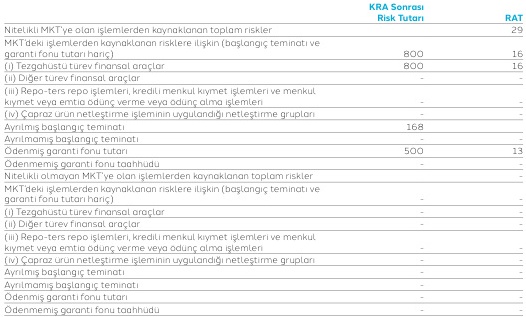 KRA Sonrası
Risk Tutarı RAT
Nitelikli MKT'ye olan işlemlerden kaynaklanan toplam riskler 29
MKT'deki işlemlerden kaynaklanan risklere ilişkin (başlangıç teminatı ve
garanti fonu tutarı hariç) 800 16
(i) Tezgahüstü türev finansal araçlar 800 16
(ii) Diğer türev finansal araçlar - -
(iii) Repo-ters repo işlemleri, kredili menkul kıymet işlemleri ve menkul
kıymet veya emtia ödünç verme veya ödünç alma işlemleri - -
(iv) Çapraz ürün netleştirme işleminin uygulandığı netleştirme grupları - -
Ayrılmış başlangıç teminatı 168
Ayrılmamış başlangıç teminatı - -
Ödenmiş garanti fonu tutarı 500 13
Ödenmemiş garanti fonu taahhüdü - -
Nitelikli olmayan MKT'ye olan işlemlerden kaynaklanan toplam riskler -
MKT'deki işlemlerden kaynaklanan risklere ilişkin (başlangıç teminatı ve
garanti fonu tutarı hariç) - -
(i) Tezgahüstü türev finansal araçlar - -
(ii) Diğer türev finansal araçlar - -
(iii) Repo-ters repo işlemleri, kredili menkul kıymet işlemleri ve menkul
kıymet veya emtia ödünç verme veya ödünç alma işlemleri - -
(iv) Çapraz ürün netleştirme işleminin uygulandığı netleştirme grupları - -
Ayrılmış başlangıç teminatı - -
Ayrılmamış başlangıç teminatı - -
Ödenmiş garanti fonu tutarı - -
Ödenmemiş garanti fonu taahhüdü - -